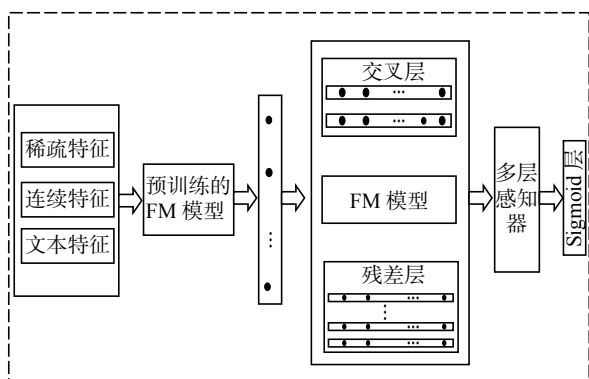 稀疏特征
连续特征
文本特征
预训练的
FM 模型
交叉层
FM 模型
残差层
多层
感知
器
Sigmoid 层